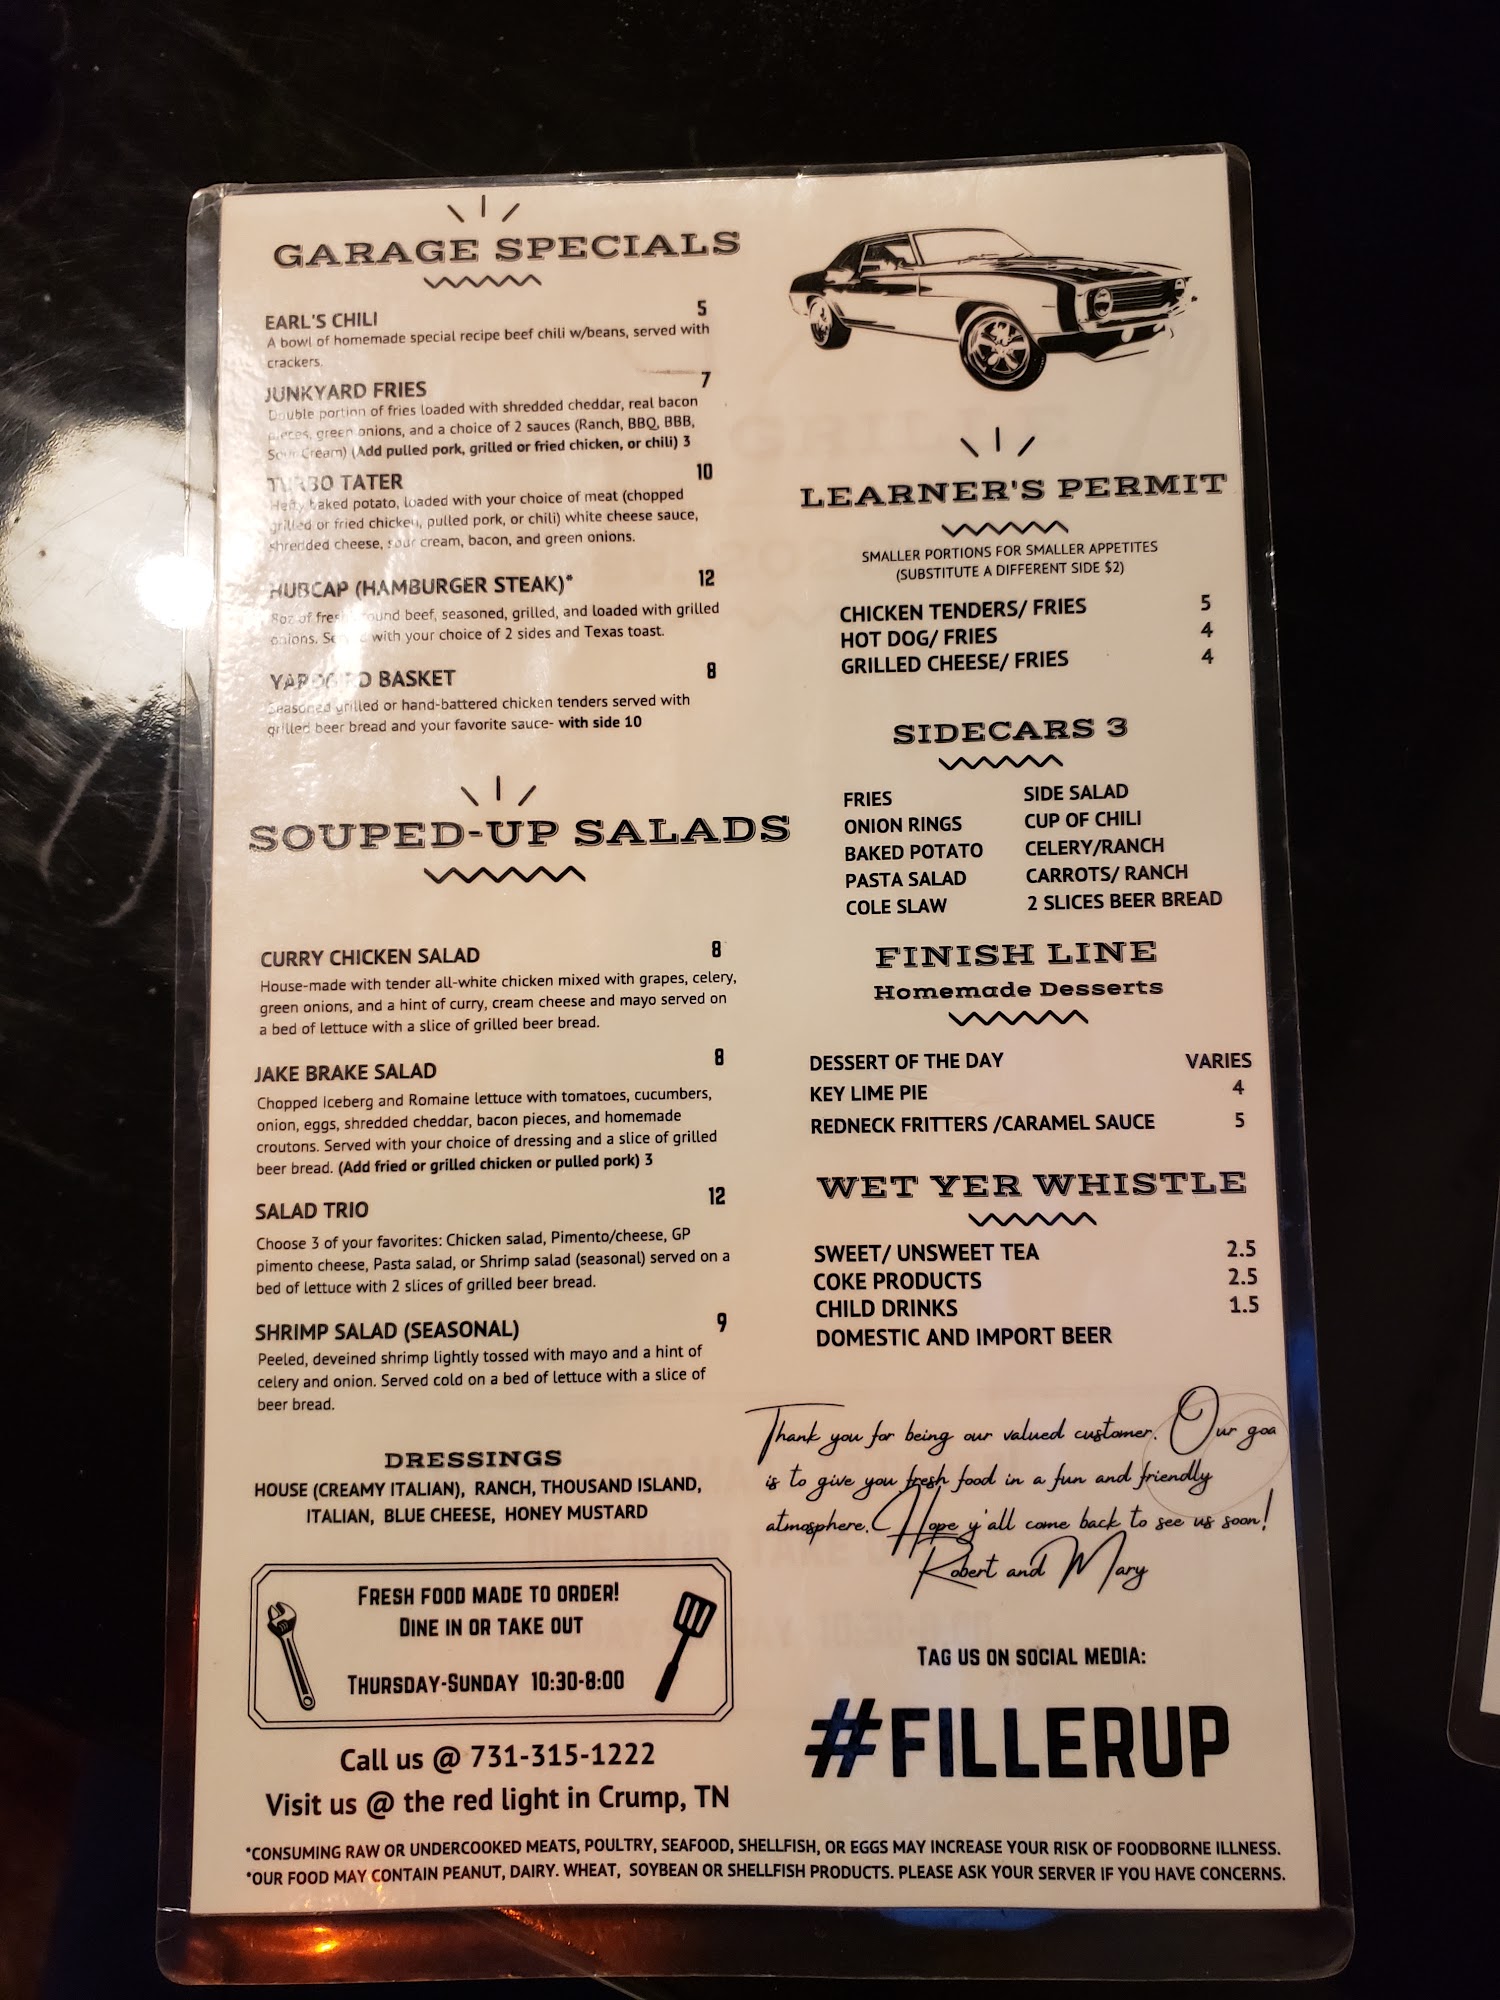 GARAGE SPECIALS
EARL'S CHILI 5
A bowl of homemade special recipe beef chili w/beans, served with
crackers.
JUNKYARD FRIES 7
Double portion of fries loaded with shredded cheddar, real bacon
pieces, green onions, and a choice of 2 sauces (Ranch, BBQ, BBB,
Sour Cream) (Add pulled pork, grilled or fried chicken, or chili) 3
TURBO TATER 10
Hefty baked potato, loaded with your choice of meat (chopped
grilled or fried chicken, pulled pork, or chili) white cheese sauce,
shredded cheese, sour cream, bacon, and green onions.
HUBCAP (HAMBURGER STEAK)* 12
8oz of fresh ground beef, seasoned, grilled, and loaded with grilled
onions. Served with your choice of 2 sides and Texas toast.
BASKET 8
Seasoned grilled or hand-battered chicken tenders served with
grilled beer bread and your favorite sauce- with side 10
SOUPED-UP SALADS
CURRY CHICKEN SALAD 8
House-made with tender all-white chicken mixed with grapes, celery,
green onions, and a hint of curry, cream cheese and mayo served on
a bed of lettuce with a slice of grilled beer bread.
JAKE BRAKE SALAD 8
Chopped Iceberg and Romaine lettuce with tomatoes, cucumbers,
onion, eggs, shredded cheddar, bacon pieces, and homemade
croutons. Served with your choice of dressing and a slice of grilled
beer bread. (Add fried or grilled chicken or pulled pork) 3
SALAD TRIO 12
Choose 3 of your favorites: Chicken salad, Pimento/cheese, GP
pimento cheese, Pasta salad, or Shrimp salad (seasonal) served on a
bed of lettuce with 2 slices of grilled beer bread.
SHRIMP SALAD (SEASONAL) 9
Peeled, deveined shrimp lightly tossed with mayo and a hint of
celery and onion. Served cold on a bed of lettuce with a slice of
beer bread.
DRESSINGS
HOUSE (CREAMY ITALIAN), RANCH, THOUSAND ISLAND,
ITALIAN, BLUE CHEESE, HONEY MUSTARD
FRESH FOOD MADE TO ORDER!
DINE IN OR TAKE OUT
THURSDAY-SUNDAY 10:30-8:00
Call us @ 731-315-1222
Visit us @ the red light in Crump, TN
LEARNER'S PERMIT
SMALLER PORTIONS FOR SMALLER APPETITES
(SUBSTITUTE A DIFFERENT SIDE $2)
CHICKEN TENDERS/ FRIES 5
HOT DOG/ FRIES 4
GRILLED CHEESE/ FRIES 4
SIDECARS 3
FRIES SIDE SALAD
ONION RINGS CUP OF CHILI
BAKED POTATO CELERY/RANCH
PASTA SALAD CARROTS/ RANCH
COLE SLAW 2 SLICES BEER BREAD
FINISH LINE
Homemade Desserts
DESSERT OF THE DAY VARIES
KEY LIME PIE 4
REDNECK FRITTERS /CARAMEL SAUCE 5
WET YER WHISTLE
SWEET/ UNSWEET TEA 2.5
COKE PRODUCTS 2.5
CHILD DRINKS 1.5
DOMESTIC AND IMPORT BEER
Thank you for being our valued customer. Our goa
is to give you fresh food in a fun and friendly
atmosphere. Hope y'all come back to see us soon!
Robert and Mary
TAG US ON SOCIAL MEDIA:
#FILLERUP
*CONSUMING RAW OR UNDERCOOKED MEATS, POULTRY, SEAFOOD, SHELLFISH, OR EGGS MAY INCREASE YOUR RISK OF FOODBORNE ILLNESS.
*OUR FOOD MAY CONTAIN PEANUT, DAIRY. WHEAT, SOYBEAN OR SHELLFISH PRODUCTS. PLEASE ASK YOUR SERVER IF YOU HAVE CONCERNS.